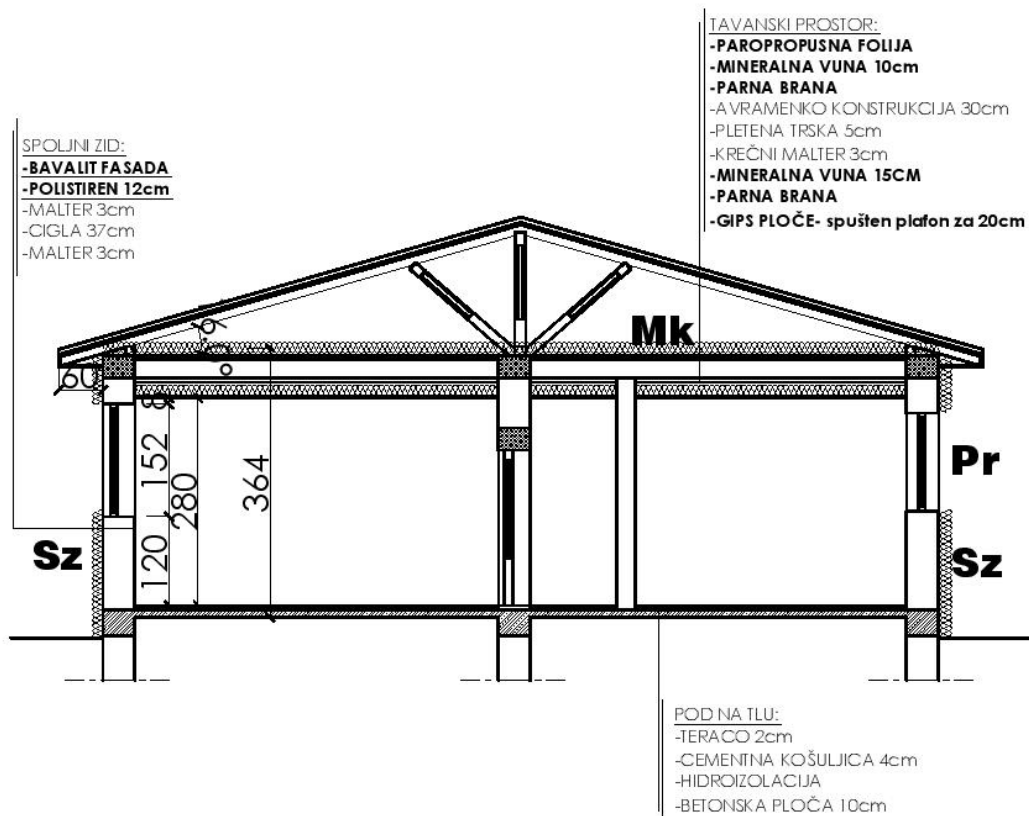 TAVANSKI PROSTOR:
-PAROPROPUSNA FOLIJA
-MINERALNA VUNA 10cm
-PARNA BRANA
-AVRAMENKO KONSTRUKCIJA 30cm
-PLETENA TRSKA 5cm
-KREČNI MALTER 3cm
-MINERALNA VUNA 15CM
-PARNA BRANA
-GIPS PLOČE- spušten plafon za 20cm
SPOLJNI ZID:
-BAVALIT FASADA
-POLISTIREN 12cm
-MALTER 3cm
-CIGLA 37cm
-MALTER 3cm
Mk
60
8
152
280
364
120
Pr
Sz
Sz
POD NA TLU:
-TERACO 2cm
-CEMENTNA KOŠULJICA 4cm
-HIDROIZOLACIJA
-BETONSKA PLOČA 10cm